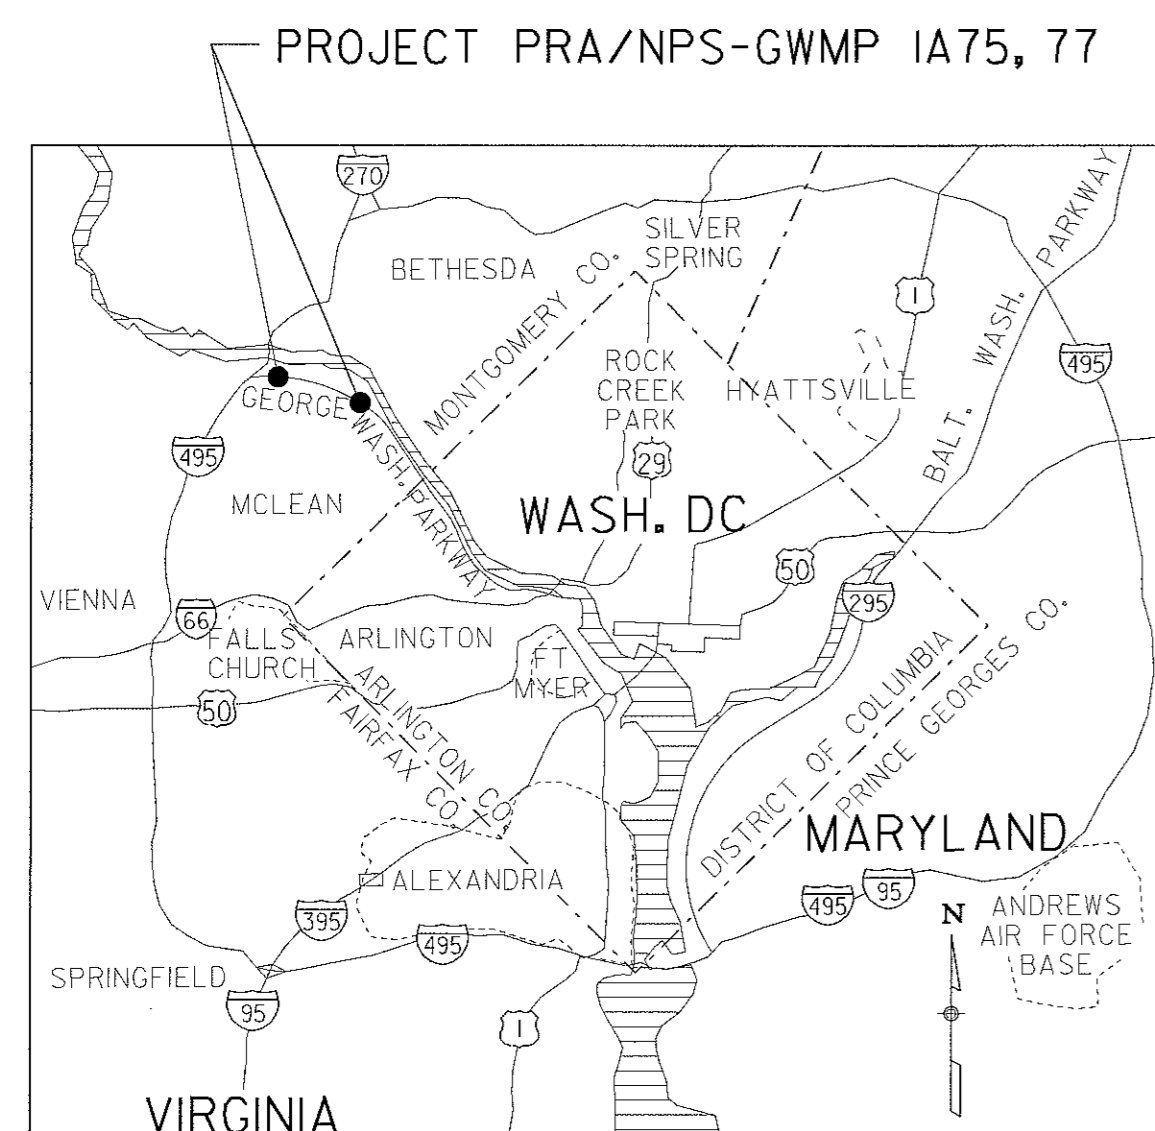 PROJECT PRA/NPS-GWMP 1A75, 77
270
SILVER
SPRING
BETHESDA
MONTGOMERY CO.
BALT. WASH. PARKWAY
1
495
ROCK
CREEK
PARK
HYATTSVILLE
GEORGE WASH. PARKWAY
495
29
MCLEAN
WASH. DC
50
295
VIENNA
66
FALLS
CHURCH
ARLINGTON
FT
MYER
50
ARLINGTON CO.
FAIRFAX CO.
DISTRICT OF COLUMBIA
PRINCE GEORGES CO.
MARYLAND
ALEXANDRIA
395
495
495
95
N
ANDREWS
AIR FORCE
BASE
SPRINGFIELD
95
1
VIRGINIA